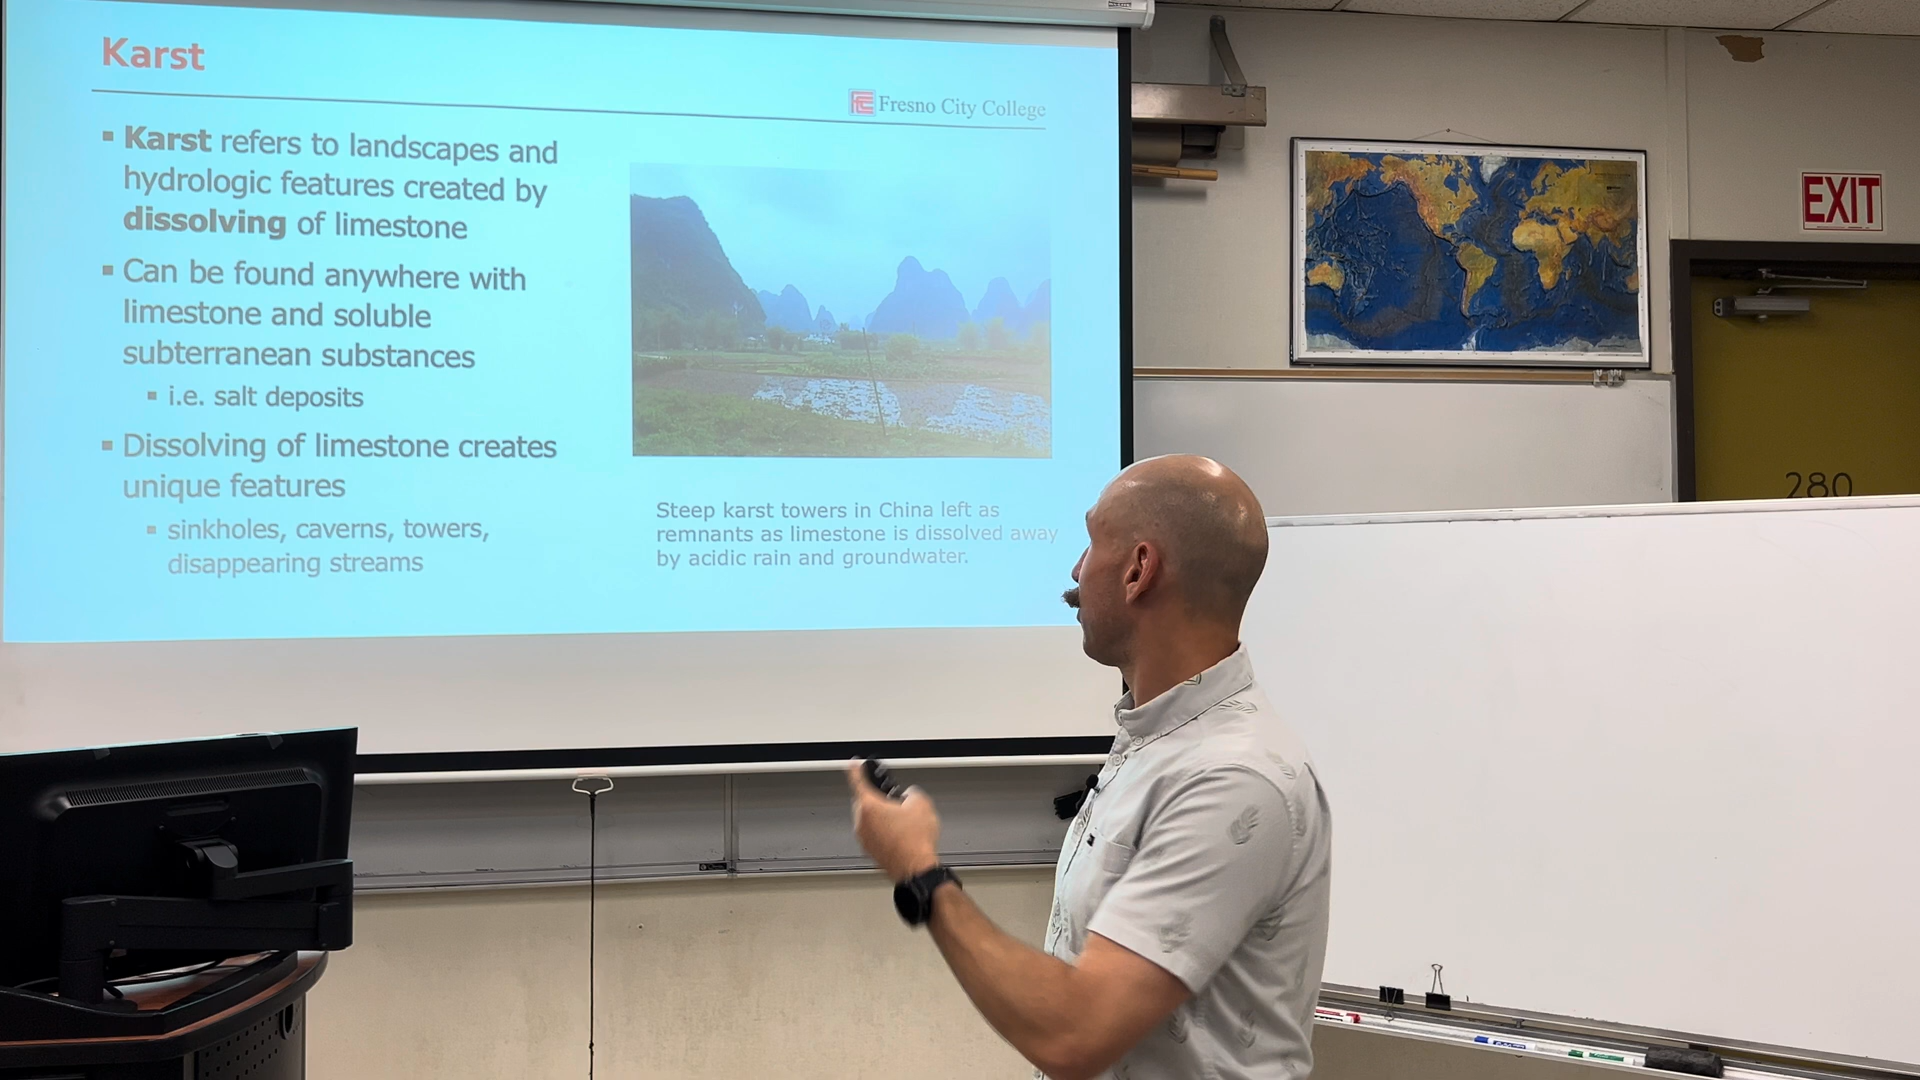 Karst
Fresno City College
▪ Karst refers to landscapes and
hydrologic features created by
dissolving of limestone
▪ Can be found anywhere with
limestone and soluble
subterranean substances
▪ i.e. salt deposits
▪ Dissolving of limestone creates
unique features
▪ sinkholes, caverns, towers,
disappearing streams
Steep karst towers in China left as
remnants as limestone is dissolved away
by acidic rain and groundwater.
EXIT
280